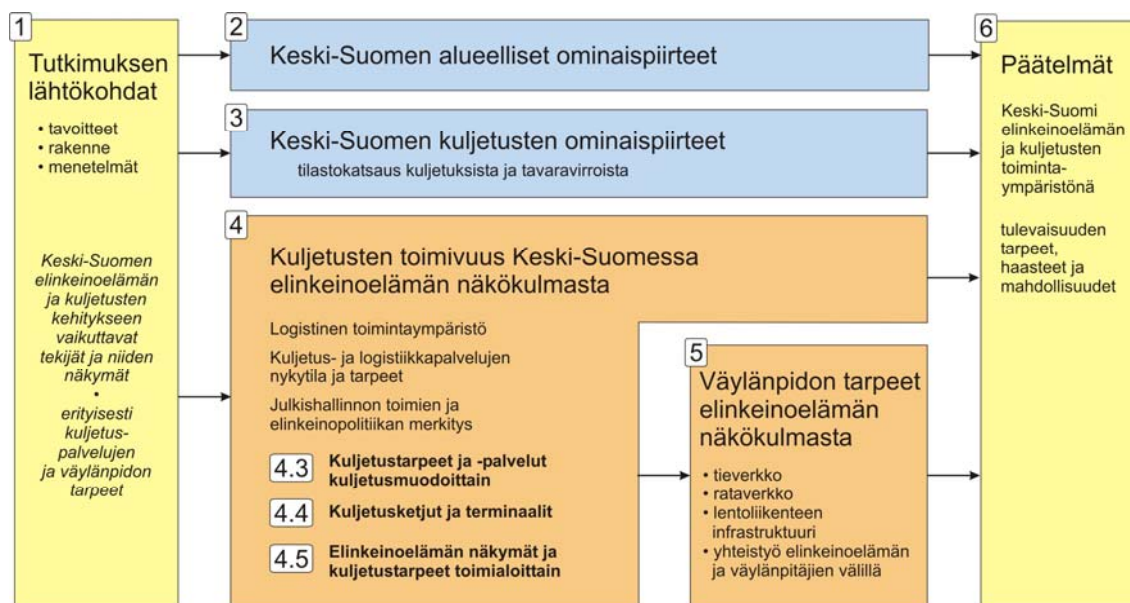 1
Tutkimuksen
lähtökohdat
• tavoitteet
• rakenne
• menetelmät
Keski-Suomen
elinkeinoelämän
ja kuljetusten
kehitykseen
vaikuttavat
tekijät ja niiden
näkymät
•
erityisesti
kuljetus-
palvelujen
ja väylänpidon
tarpeet
2
Keski-Suomen alueelliset ominaispiirteet
3
Keski-Suomen kuljetusten ominaispiirteet
tilastokatsaus kuljetuksista ja tavaravirroista
4
Kuljetusten toimivuus Keski-Suomessa
elinkeinoelämän näkökulmasta
Logistinen toimintaympäristö
Kuljetus- ja logistiikkapalvelujen
nykytila ja tarpeet
Julkishallinnon toimien ja
elinkeinopolitiikan merkitys
4.3 Kuljetustarpeet ja -palvelut
kuljetusmuodoittain
4.4 Kuljetusketjut ja terminaalit
4.5 Elinkeinoelämän näkymät ja
kuljetustarpeet toimialoittain
5
Väylänpidon tarpeet
elinkeinoelämän
näkökulmasta
• tieverkko
• rataverkko
• lentoliikenteen
infrastruktuuri
• yhteistyö elinkeinoelämän
ja väylänpitäjien välillä
6
Päätelmät
Keski-Suomi
elinkeinoelämän
ja kuljetusten
toiminta-
ympäristönä
tulevaisuuden
tarpeet,
haasteet ja
mahdollisuudet